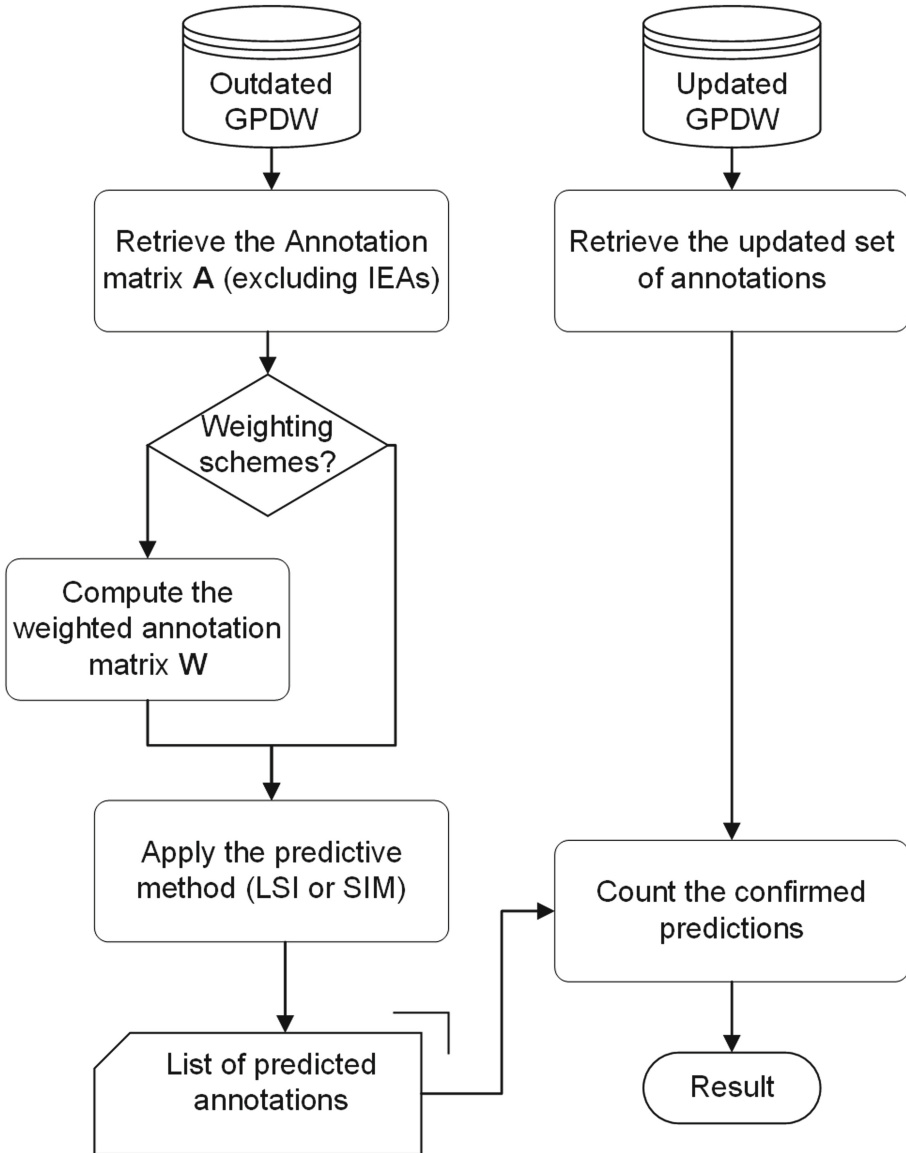 Outdated
GPDW
Updated
GPDW
Retrieve the Annotation
matrix A (excluding IEAs)
Retrieve the updated set
of annotations
Weighting
schemes?
Compute the
weighted annotation
matrix W
Apply the predictive
method (LSI or SIM)
Count the confirmed
predictions
List of predicted
annotations
Result